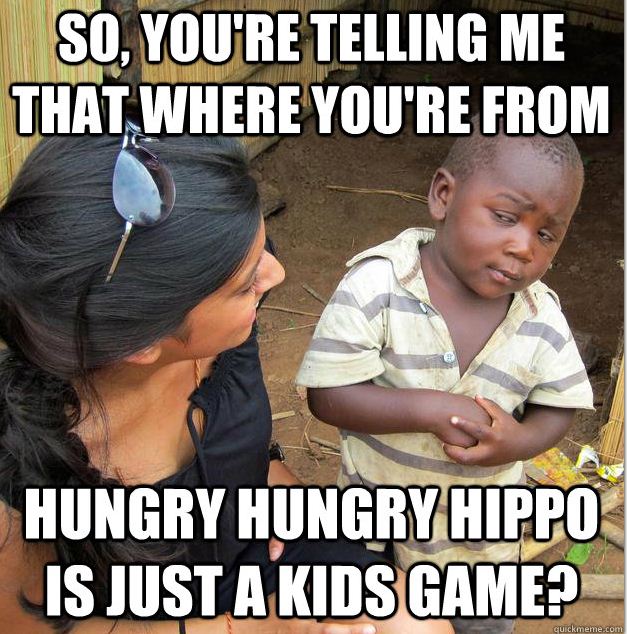 SO, YOU'RE TELLING ME
THAT WHERE YOU'RE FROM
HUNGRY HUNGRY HIPPO
IS JUST A KIDS GAME?
quickmeme.com